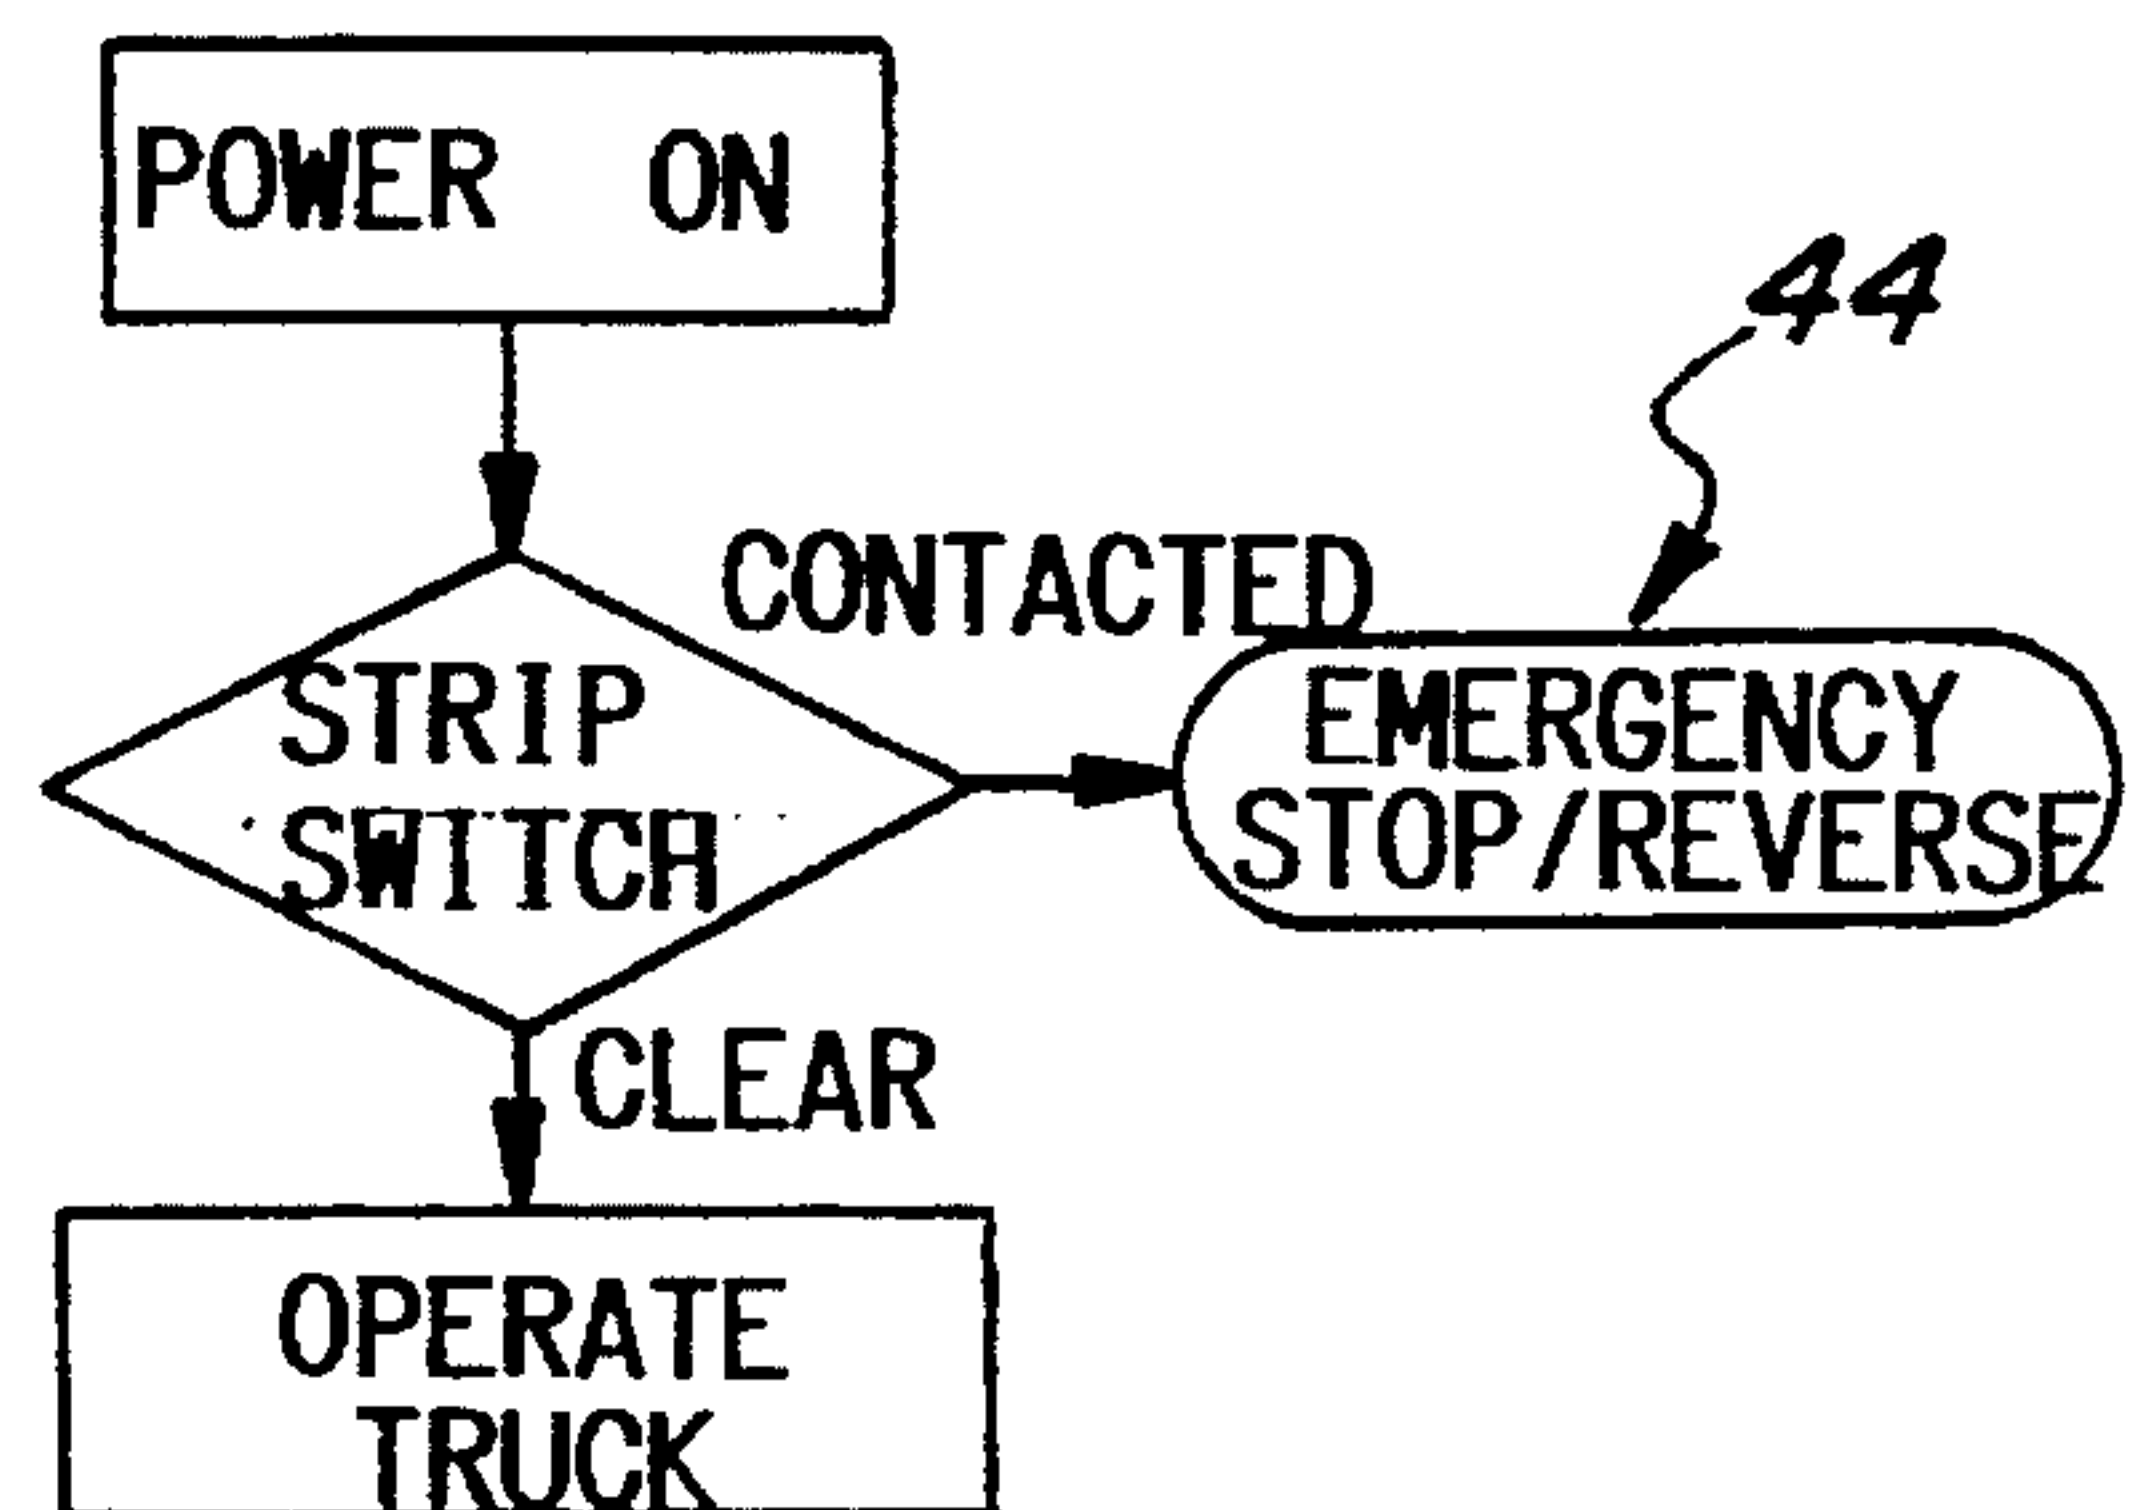 POWER ON
44
CONTACTED
STRIP
SWITCH
EMERGENCY
STOP/REVERSE
CLEAR
OPERATE
TRUCK